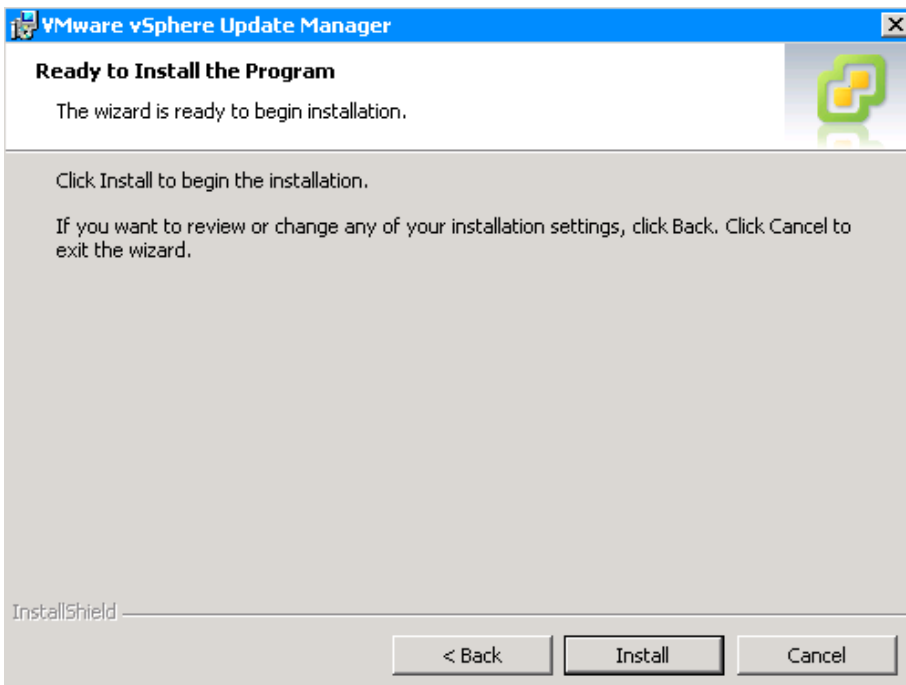 VMware vSphere Update Manager
Ready to Install the Program
The wizard is ready to begin installation.
Click Install to begin the installation.
If you want to review or change any of your installation settings, click Back. Click Cancel to
exit the wizard.
InstallShield
< Back Install Cancel